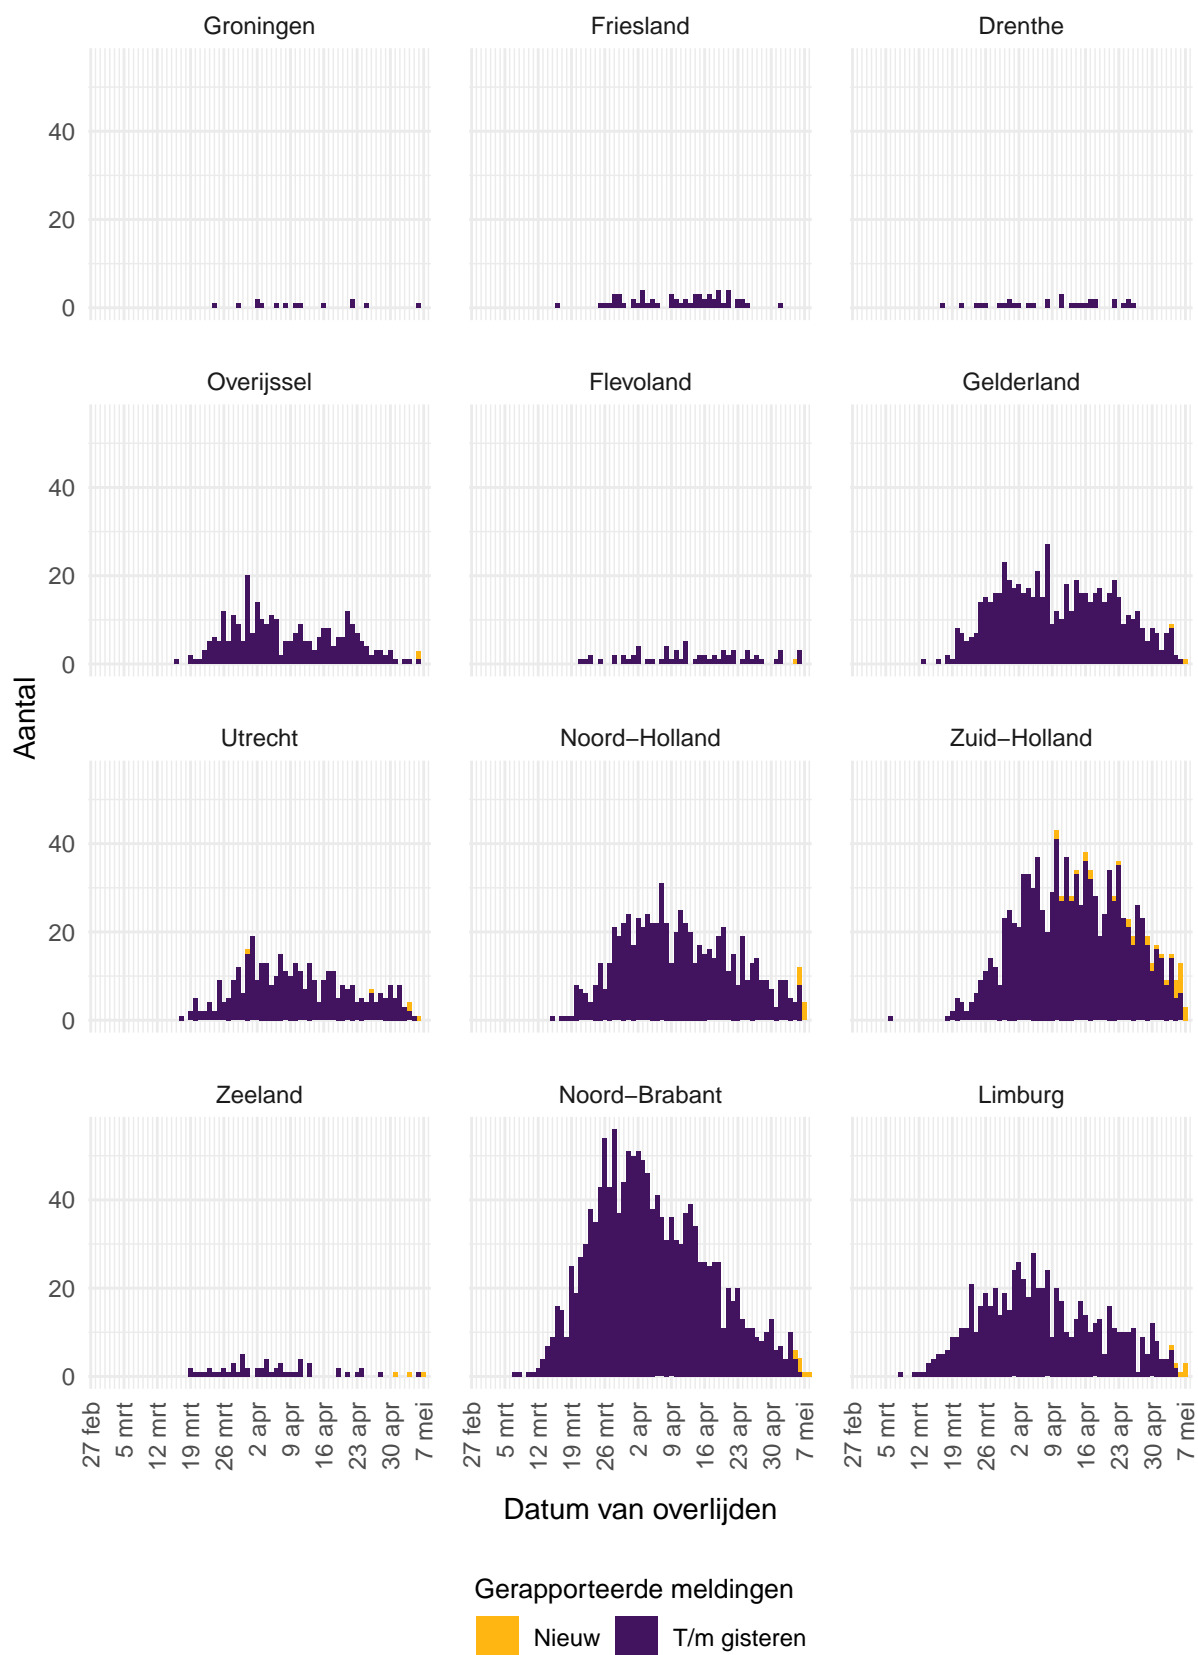 Groningen Friesland Drenthe
40
20
0
Overijssel Flevoland Gelderland
40
20
0
Aantal
Utrecht Noord−Holland Zuid−Holland
40
20
0
Zeeland Noord−Brabant Limburg
40
20
0
27 feb 5 mrt 12 mrt 19 mrt 26 mrt 2 apr 9 apr 16 apr 23 apr 30 apr 7 mei 27 feb 5 mrt 12 mrt 19 mrt 26 mrt 2 apr 9 apr 16 apr 23 apr 30 apr 7 mei 27 feb 5 mrt 12 mrt 19 mrt 26 mrt 2 apr 9 apr 16 apr 23 apr 30 apr 7 mei
Datum van overlijden
Gerapporteerde meldingen
Nieuw T/m gisteren